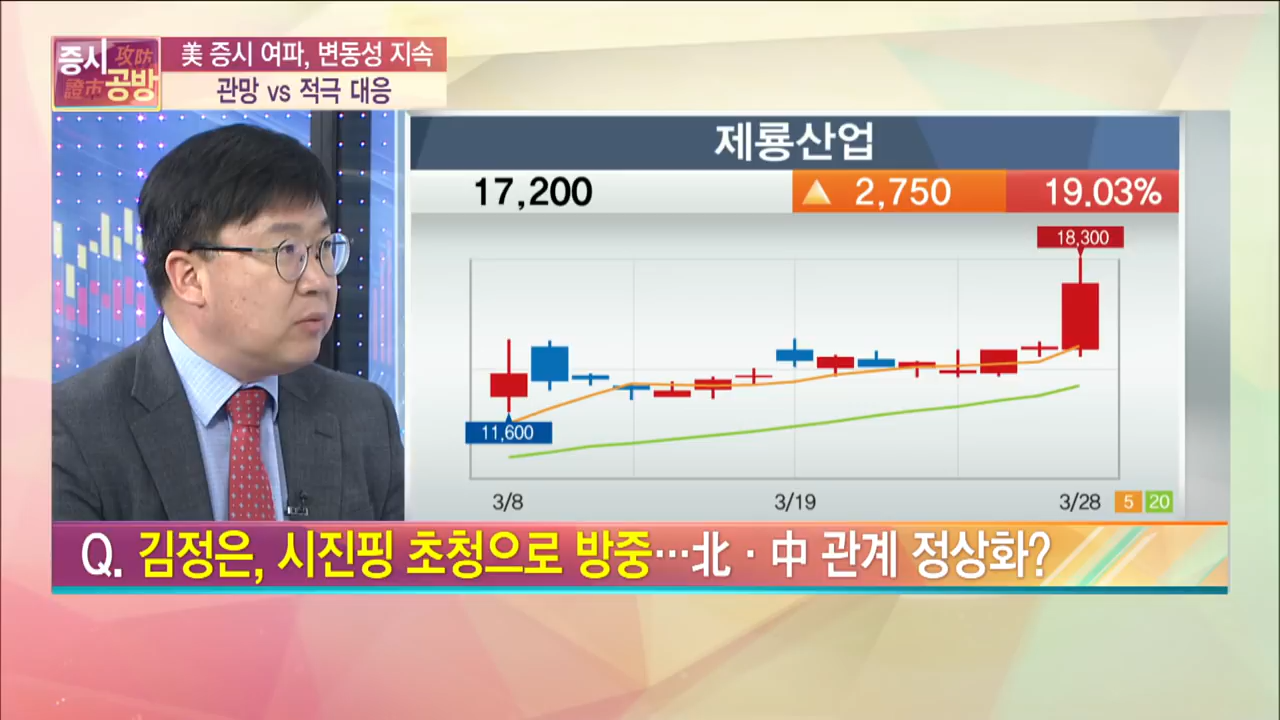 증시 攻防
證市 공방
美 증시 여파, 변동성 지속
관망 vs 적극 대응
제룡산업
17,200 ▲ 2,750 19.03%
18,300
11,600
3/8 3/19 3/28 5 20
Q. 김정은, 시진핑 초청으로 방중…北·中 관계 정상화?